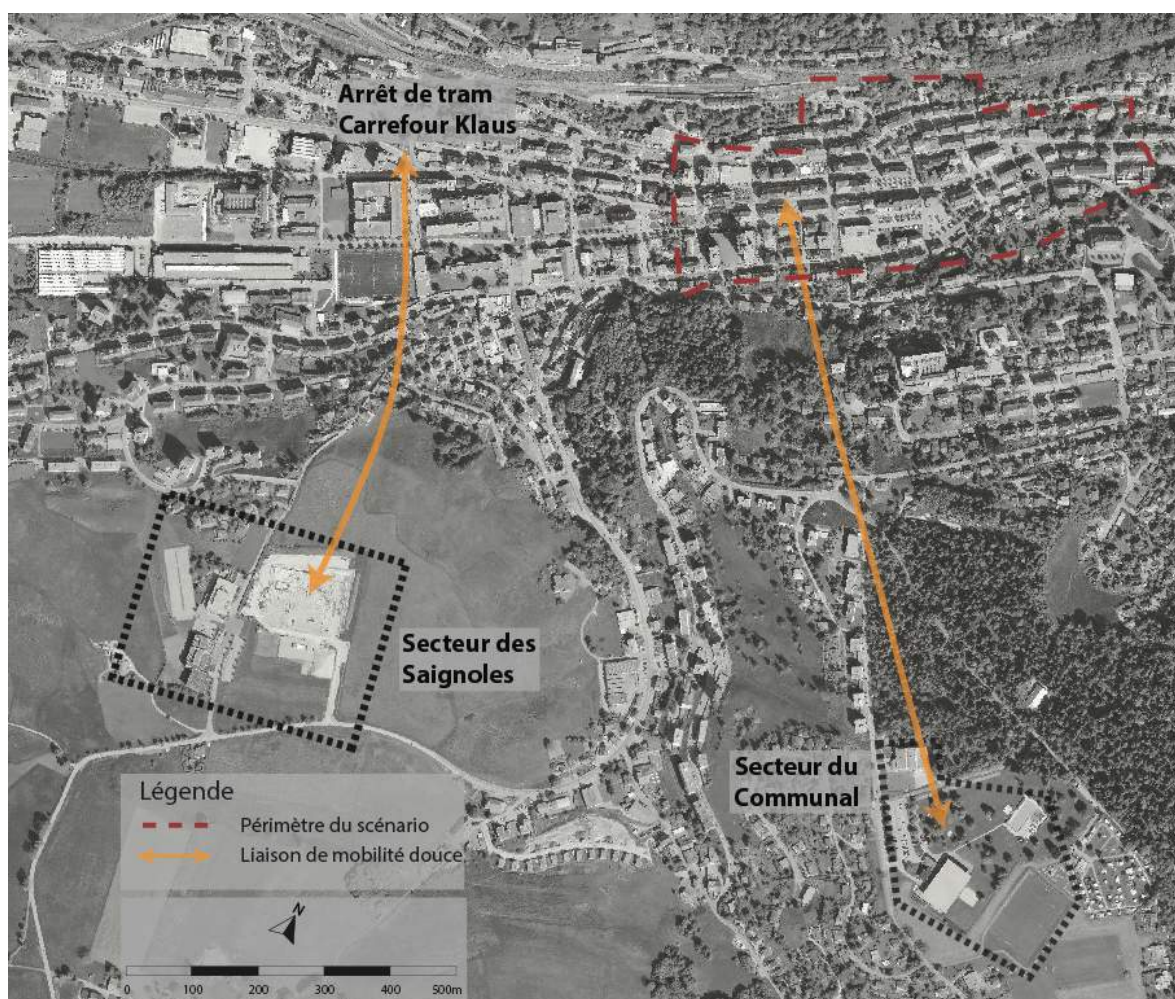 Arrêt de tram
Carrefour Klaus
Secteur des
Saignoles
Secteur du
Communal
Légende
Périmètre du scénario
Liaison de mobilité douce
N
0 100 200 300 400 500m